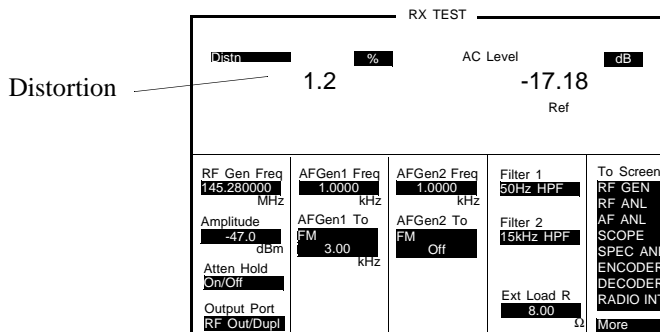 RX TEST
Distn % AC Level dB
Distortion
1.2 -17.18
Ref
RF Gen Freq
145.280000
MHz
Amplitude
-47.0
dBm
Atten Hold
On/Off
Output Port
RF Out/Dupl
AFGen1 Freq
1.0000
kHz
AFGen1 To
FM
3.00
kHz
AFGen2 Freq
1.0000
kHz
AFGen2 To
FM
Off
Filter 1
50Hz HPF
Filter 2
15kHz HPF
Ext Load R
8.00
Ω
To Screen
RF GEN
RF ANL
AF ANL
SCOPE
SPEC ANL
ENCODER
DECODER
RADIO INT
More